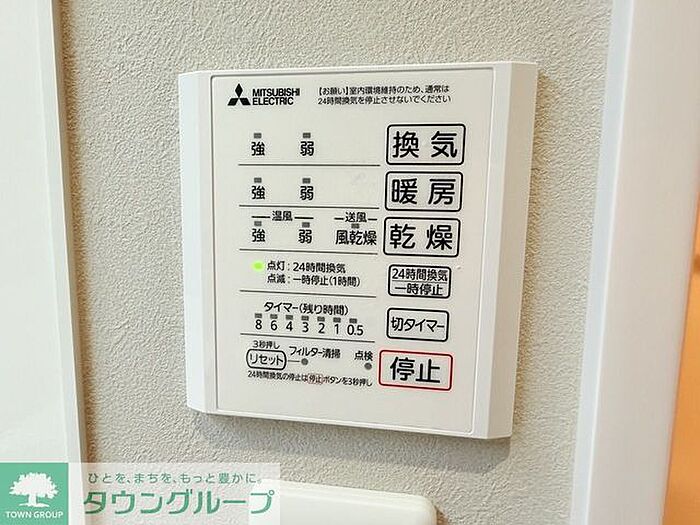 MITSUBISHI
ELECTRIC
【お願い】室内環境維持のため、通常は
24時間換気を停止させないでください
強 弱 換気
強 弱 暖房
温風 送風
強 弱 風乾燥 乾燥
点灯:24時間換気
点滅:一時停止(1時間)
24時間換気
一時停止
タイマー(残り時間)
8 6 4 3 2 1 0.5
切タイマー
3秒押し
リセット フィルター清掃 点検
停止
24時間換気の停止は停止ボタンを3秒押し
ひとを、まちを、もっと豊かに。
タウングループ
TOWN GROUP